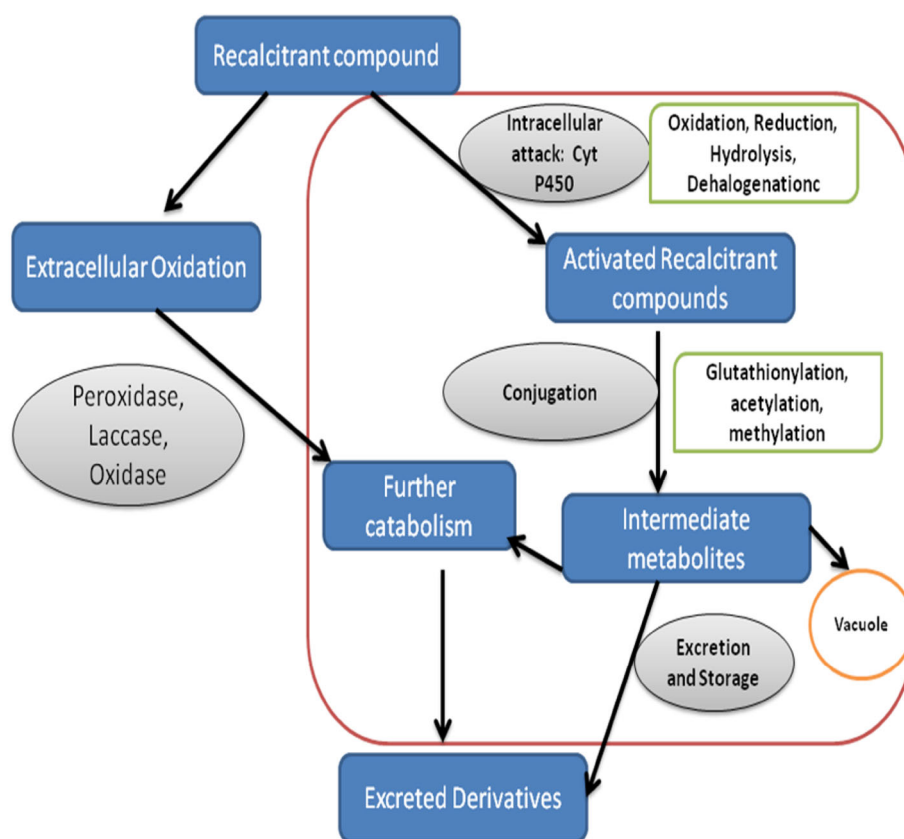 Recalcitrant compound
Intracellular
attack: Cyt
P450
Oxidation, Reduction,
Hydrolysis,
Dehalogenationc
Extracellular Oxidation
Activated Recalcitrant
compounds
Peroxidase,
Laccase,
Oxidase
Conjugation
Glutathionylation,
acetylation,
methylation
Further
catabolism
Intermediate
metabolites
Vacuole
Excretion
and Storage
Excreted Derivatives